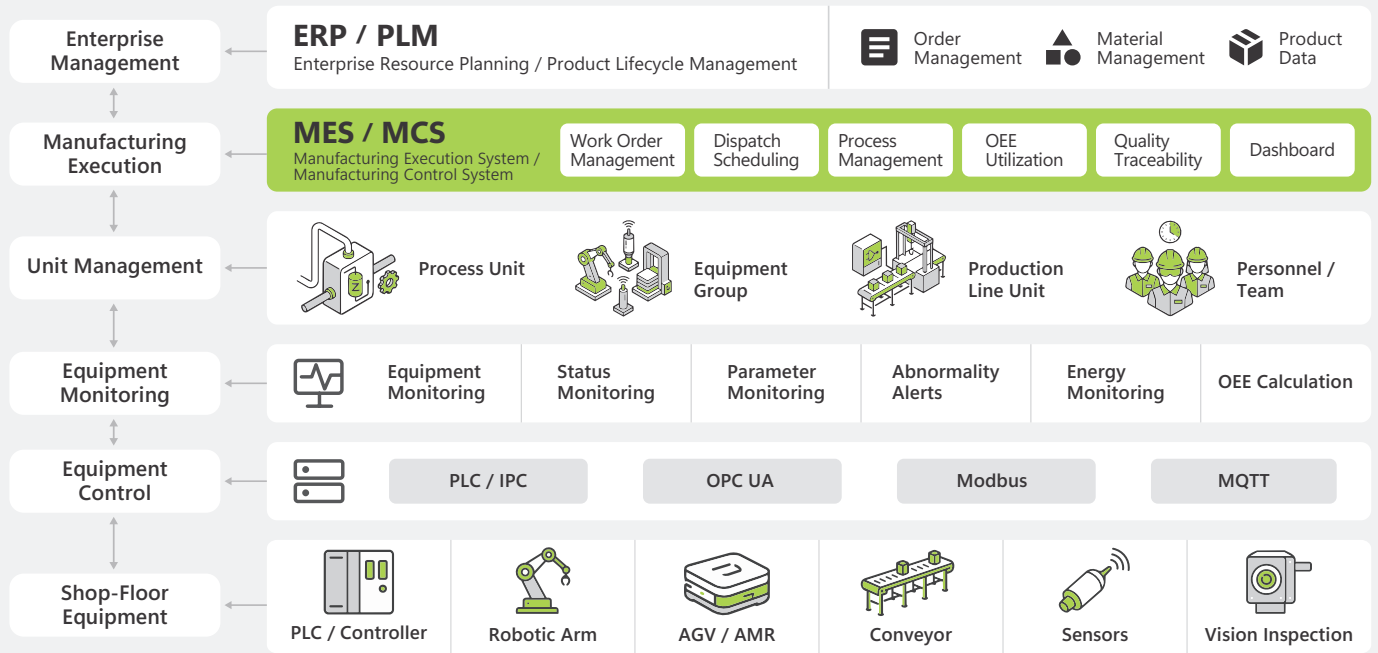 Enterprise
Management
ERP / PLM
Enterprise Resource Planning / Product Lifecycle Management
Order
Management
Material
Management
Product
Data
Manufacturing
Execution
MES / MCS
Manufacturing Execution System /
Manufacturing Control System
Work Order
Management
Dispatch
Scheduling
Process
Management
OEE
Utilization
Quality
Traceability
Dashboard
Unit Management
Z
Process Unit
Equipment
Group
Production
Line Unit
Personnel /
Team
Equipment
Monitoring
Equipment
Monitoring
Status
Monitoring
Parameter
Monitoring
Abnormality
Alerts
Energy
Monitoring
OEE Calculation
Equipment
Control
PLC / IPC
OPC UA
Modbus
MQTT
Shop-Floor
Equipment
PLC / Controller
Robotic Arm
AGV / AMR
Conveyor
Sensors
Vision Inspection